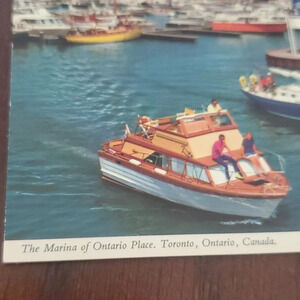 The Marina of Ontario Place. Toronto, Ontario, Canada.